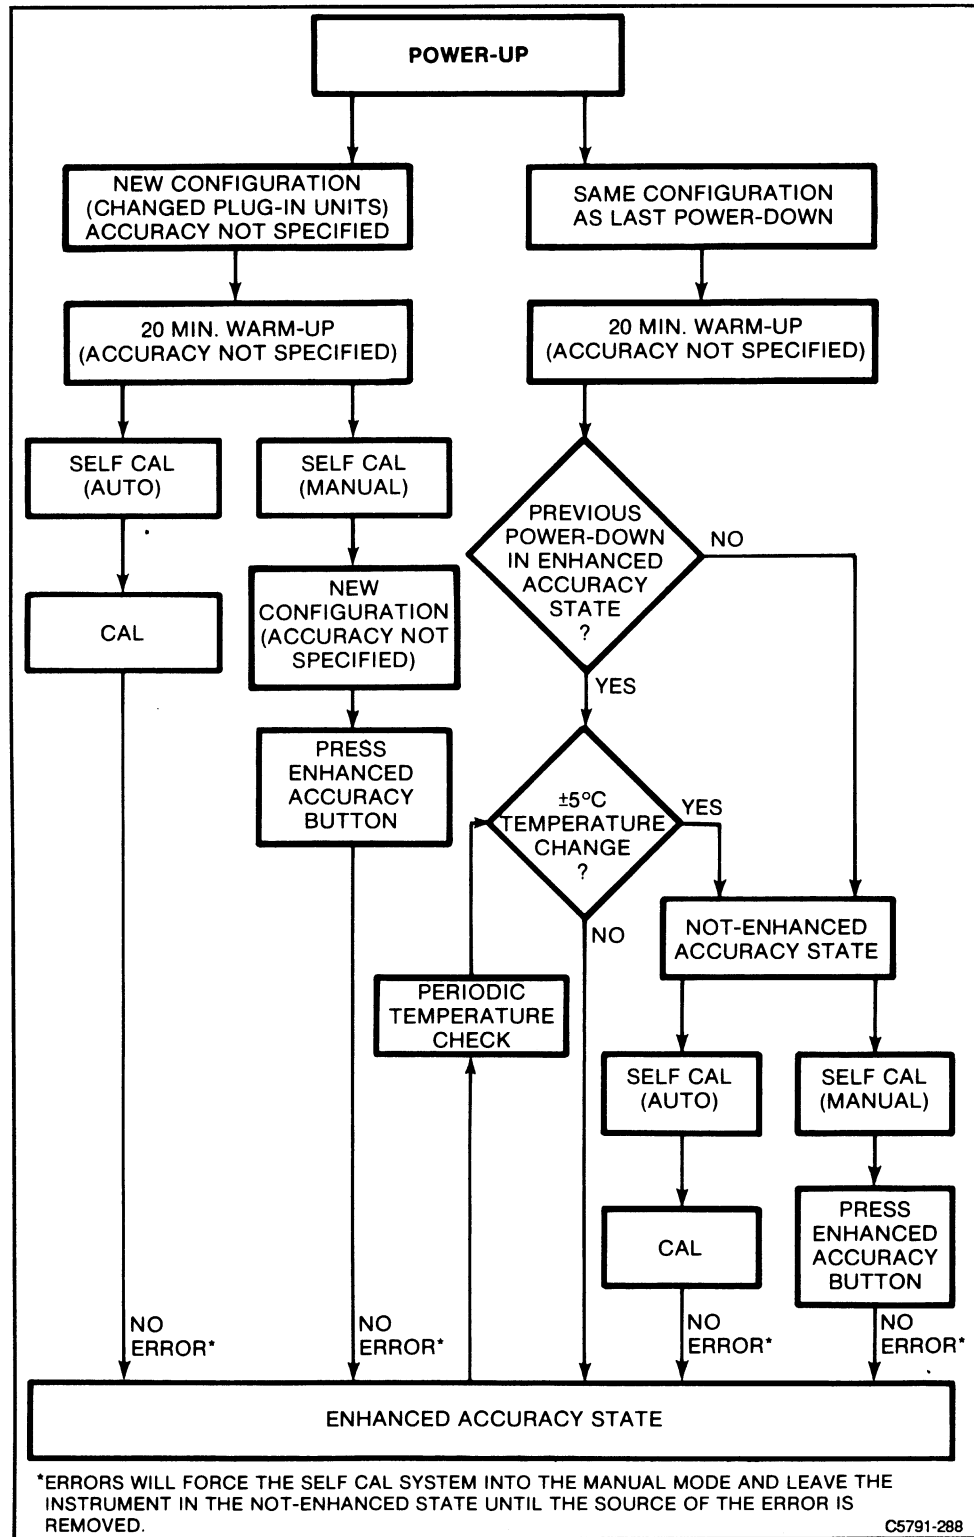 POWER-UP
NEW CONFIGURATION
(CHANGED PLUG-IN UNITS)
ACCURACY NOT SPECIFIED
SAME CONFIGURATION
AS LAST POWER-DOWN
20 MIN. WARM-UP
(ACCURACY NOT SPECIFIED)
20 MIN. WARM-UP
(ACCURACY NOT SPECIFIED)
SELF CAL
(AUTO)
SELF CAL
(MANUAL)
PREVIOUS
POWER-DOWN
IN ENHANCED
ACCURACY
STATE
?
NO
YES
CAL
NEW
CONFIGURATION
(ACCURACY NOT
SPECIFIED)
PRESS
ENHANCED
ACCURACY
BUTTON
±5°C
TEMPERATURE
CHANGE
?
YES
NO
NOT-ENHANCED
ACCURACY STATE
PERIODIC
TEMPERATURE
CHECK
SELF CAL
(AUTO)
SELF CAL
(MANUAL)
CAL
PRESS
ENHANCED
ACCURACY
BUTTON
NO
ERROR*
NO
ERROR*
NO
ERROR*
NO
ERROR*
ENHANCED ACCURACY STATE
*ERRORS WILL FORCE THE SELF CAL SYSTEM INTO THE MANUAL MODE AND LEAVE THE
INSTRUMENT IN THE NOT-ENHANCED STATE UNTIL THE SOURCE OF THE ERROR IS
REMOVED.
C5791-288